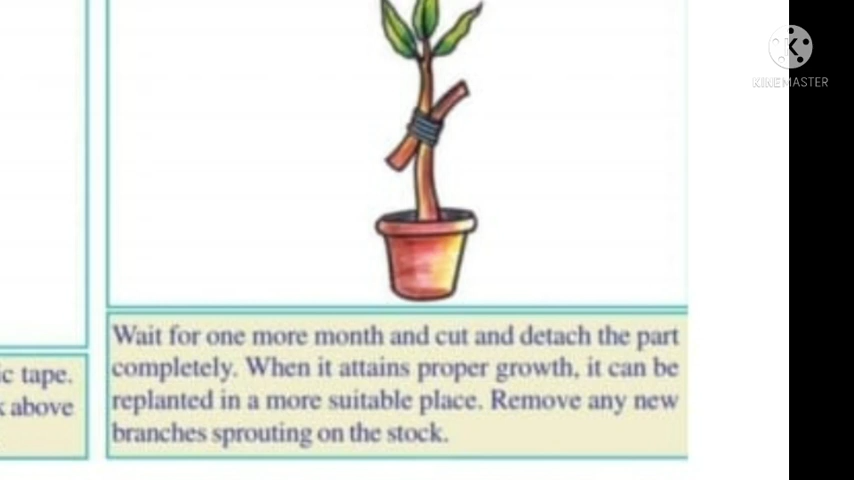 KINEMASTER
Wait for one more month and cut and detach the part
completely. When it attains proper growth, it can be
replanted in a more suitable place. Remove any new
branches sprouting on the stock.
tape.
above